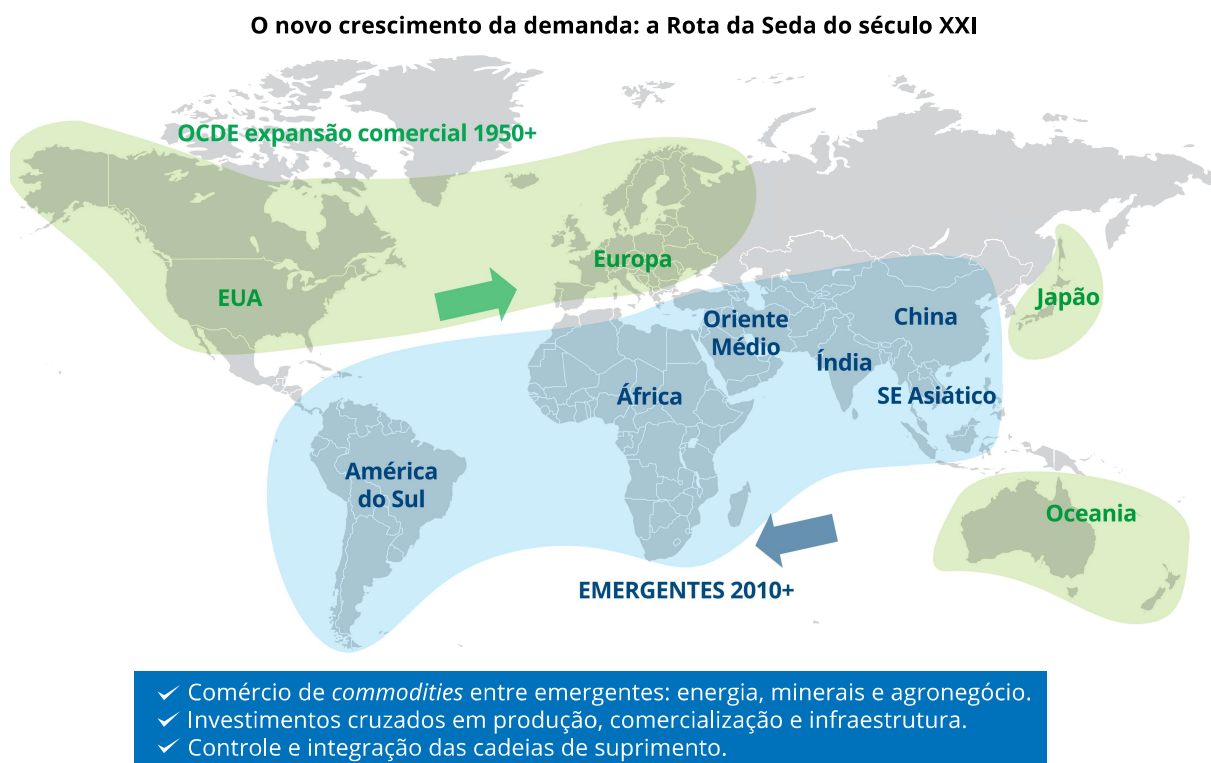 O novo crescimento da demanda: a Rota da Seda do século XXI
OCDE expansão comercial 1950+
Europa
EUA
Japão
Oriente
Médio
China
Índia
África
SE Asiático
América
do Sul
Oceania
EMERGENTES 2010+
✓ Comércio de commodities entre emergentes: energia, minerais e agronegócio.
✓ Investimentos cruzados em produção, comercialização e infraestrutura.
✓ Controle e integração das cadeias de suprimento.